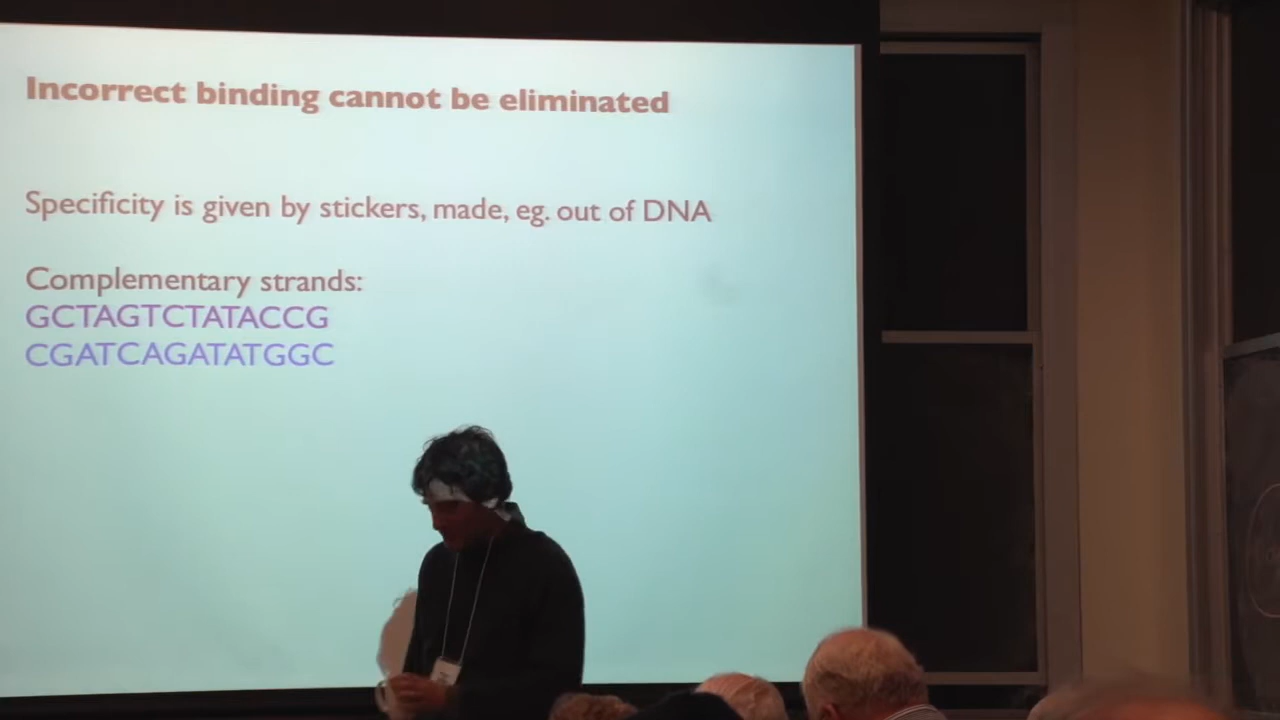 Incorrect binding cannot be eliminated
Specificity is given by stickers, made, eg. out of DNA
Complementary strands:
GCTAGTCTATACCG
CGATCAGATATGGC